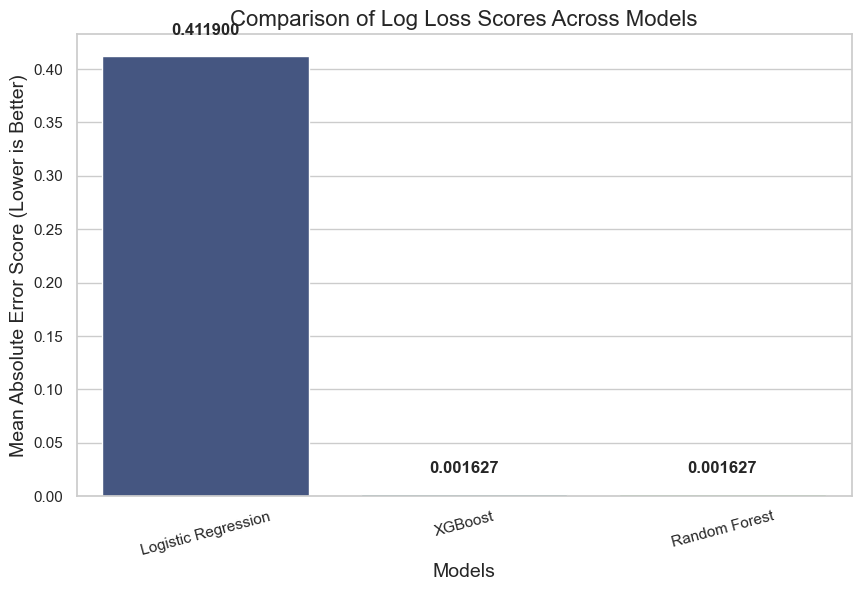 Comparison of Log Loss Scores Across Models
0.411900
Mean Absolute Error Score (Lower is Better)
0.40
0.35
0.30
0.25
0.20
0.15
0.10
0.05
0.00
0.001627
0.001627
Logistic Regression
XGBoost
Random Forest
Models